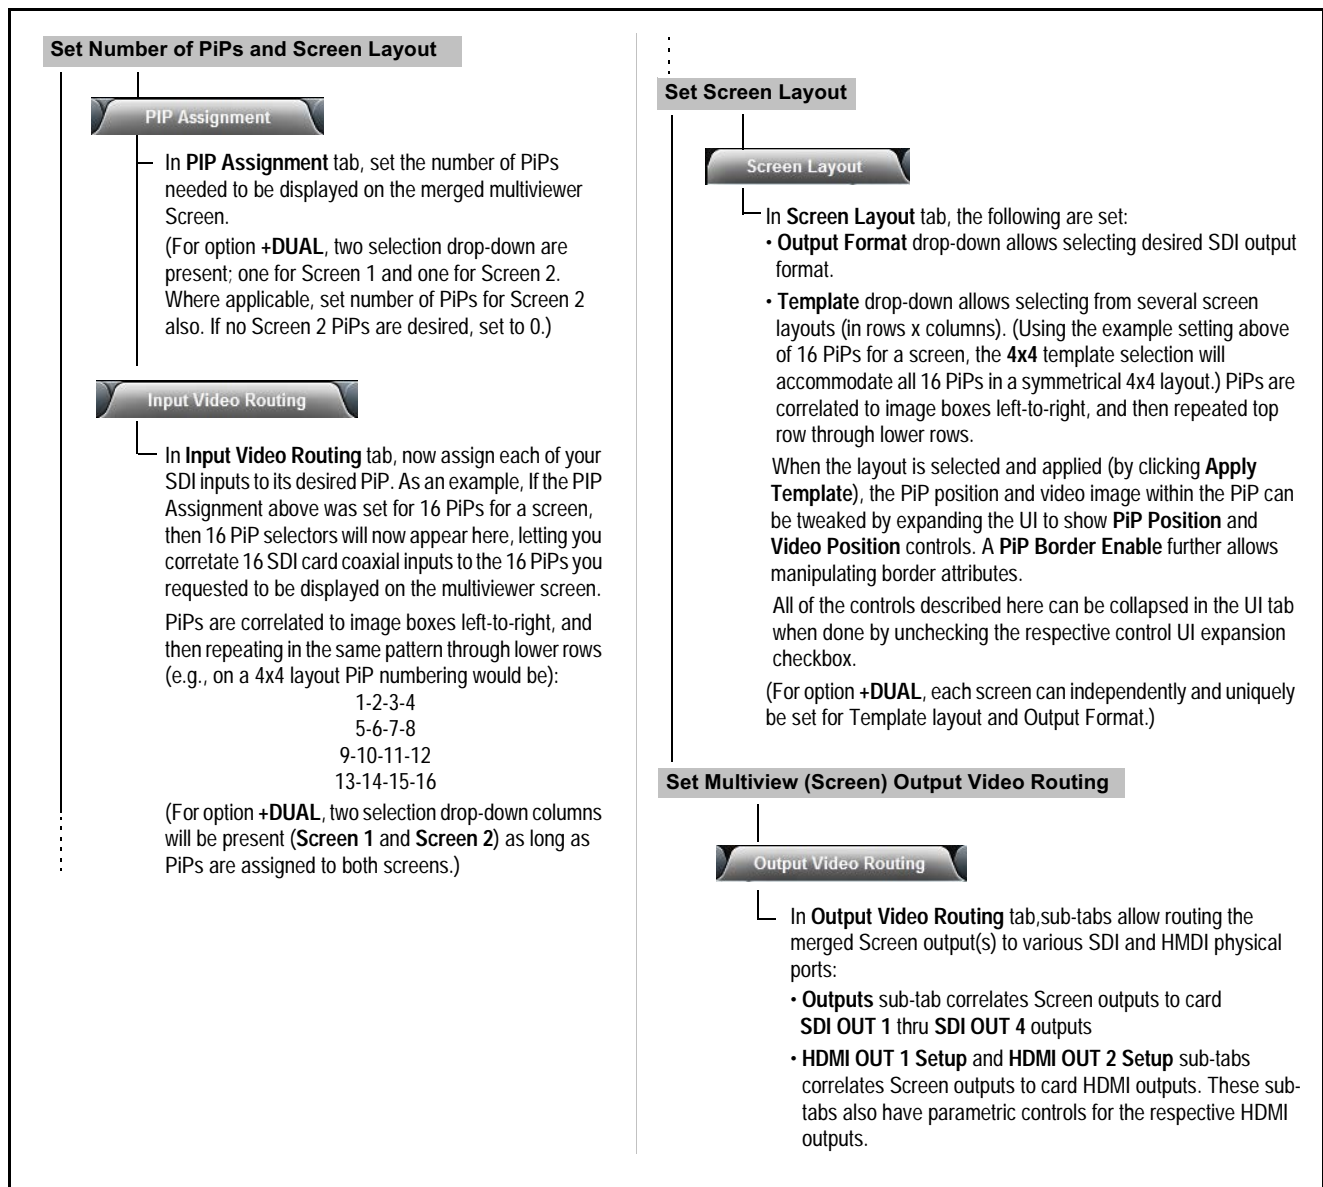 Set Number of PiPs and Screen Layout
PIP Assignment
In PIP Assignment tab, set the number of PiPs
needed to be displayed on the merged multiviewer
Screen.
(For option +DUAL, two selection drop-down are
present; one for Screen 1 and one for Screen 2.
Where applicable, set number of PiPs for Screen 2
also. If no Screen 2 PiPs are desired, set to 0.)
Input Video Routing
In Input Video Routing tab, now assign each of your
SDI inputs to its desired PiP. As an example, If the PIP
Assignment above was set for 16 PiPs for a screen,
then 16 PiP selectors will now appear here, letting you
corretate 16 SDI card coaxial inputs to the 16 PiPs you
requested to be displayed on the multiviewer screen.
PiPs are correlated to image boxes left-to-right, and
then repeating in the same pattern through lower rows
(e.g., on a 4x4 layout PiP numbering would be):
1-2-3-4
5-6-7-8
9-10-11-12
13-14-15-16
(For option +DUAL, two selection drop-down columns
will be present (Screen 1 and Screen 2) as long as
PiPs are assigned to both screens.)
Set Screen Layout
Screen Layout
In Screen Layout tab, the following are set:
• Output Format drop-down allows selecting desired SDI output
format.
• Template drop-down allows selecting from several screen
layouts (in rows x columns). (Using the example setting above
of 16 PiPs for a screen, the 4x4 template selection will
accommodate all 16 PiPs in a symmetrical 4x4 layout.) PiPs are
correlated to image boxes left-to-right, and then repeated top
row through lower rows.
When the layout is selected and applied (by clicking Apply
Template), the PiP position and video image within the PiP can
be tweaked by expanding the UI to show PiP Position and
Video Position controls. A PiP Border Enable further allows
manipulating border attributes.
All of the controls described here can be collapsed in the UI tab
when done by unchecking the respective control UI expansion
checkbox.
(For option +DUAL, each screen can independently and uniquely
be set for Template layout and Output Format.)
Set Multiview (Screen) Output Video Routing
Output Video Routing
In Output Video Routing tab,sub-tabs allow routing the
merged Screen output(s) to various SDI and HMDI physical
ports:
• Outputs sub-tab correlates Screen outputs to card
SDI OUT 1 thru SDI OUT 4 outputs
• HDMI OUT 1 Setup and HDMI OUT 2 Setup sub-tabs
correlates Screen outputs to card HDMI outputs. These sub-
tabs also have parametric controls for the respective HDMI
outputs.